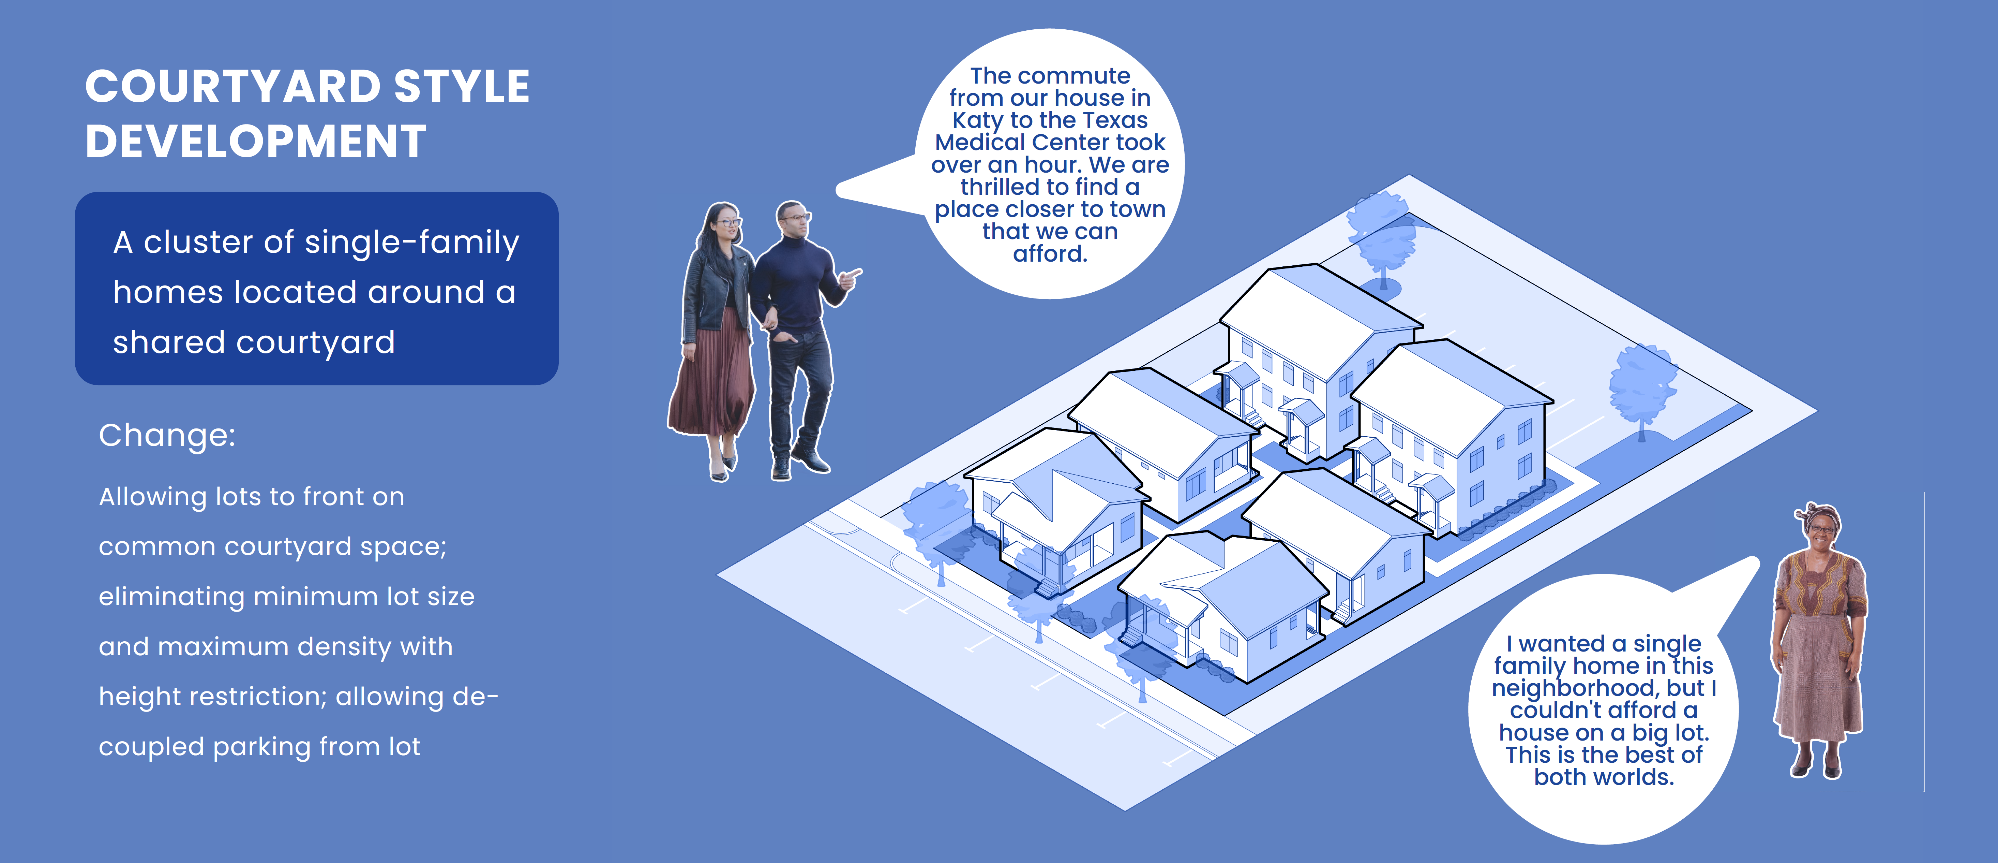 COURTYARD STYLE
DEVELOPMENT
A cluster of single-family
homes located around a
shared courtyard
Change:
Allowing lots to front on
common courtyard space;
eliminating minimum lot size
and maximum density with
height restriction; allowing de-
coupled parking from lot
The commute
from our house in
Katy to the Texas
Medical Center took
over an hour. We are
thrilled to find a
place closer to town
that we can
afford.
I wanted a single
family home in this
neighborhood, but I
couldn't afford a
house on a big lot.
This is the best of
both worlds.